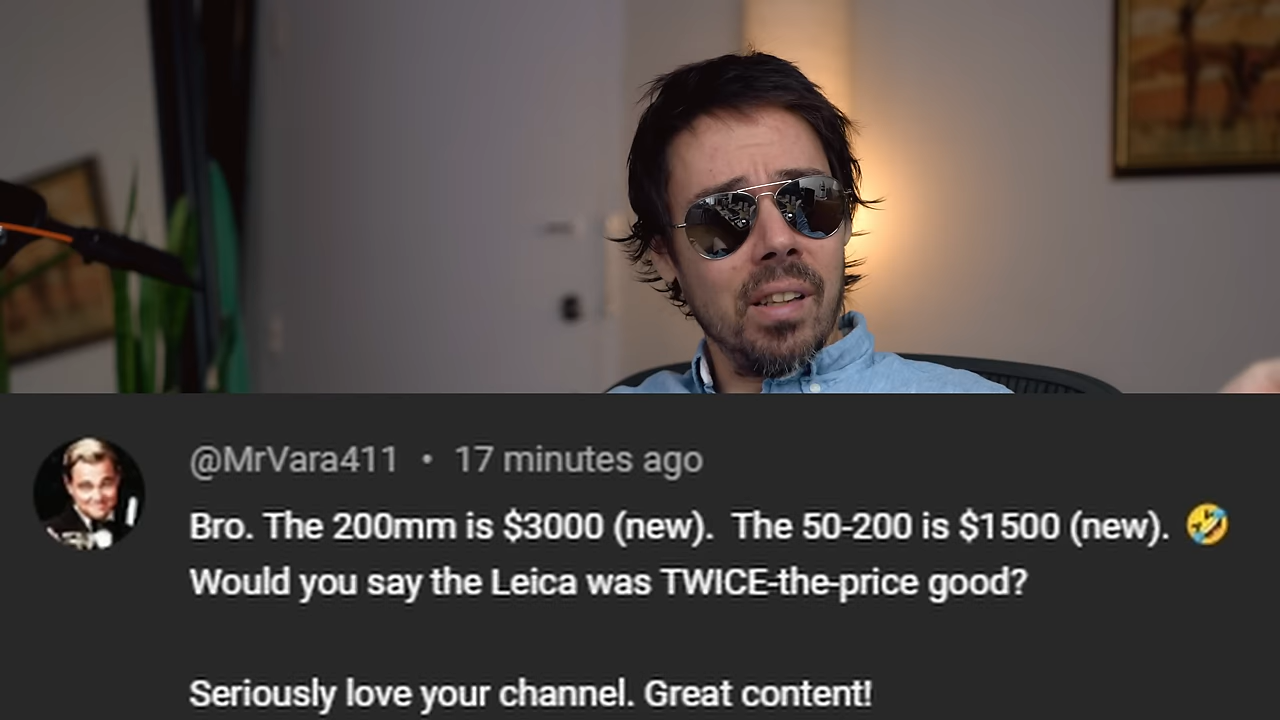 @MrVara411 • 17 minutes ago
Bro. The 200mm is $3000 (new).  The 50-200 is $1500 (new). 🤣
Would you say the Leica was TWICE-the-price good?
Seriously love your channel. Great content!